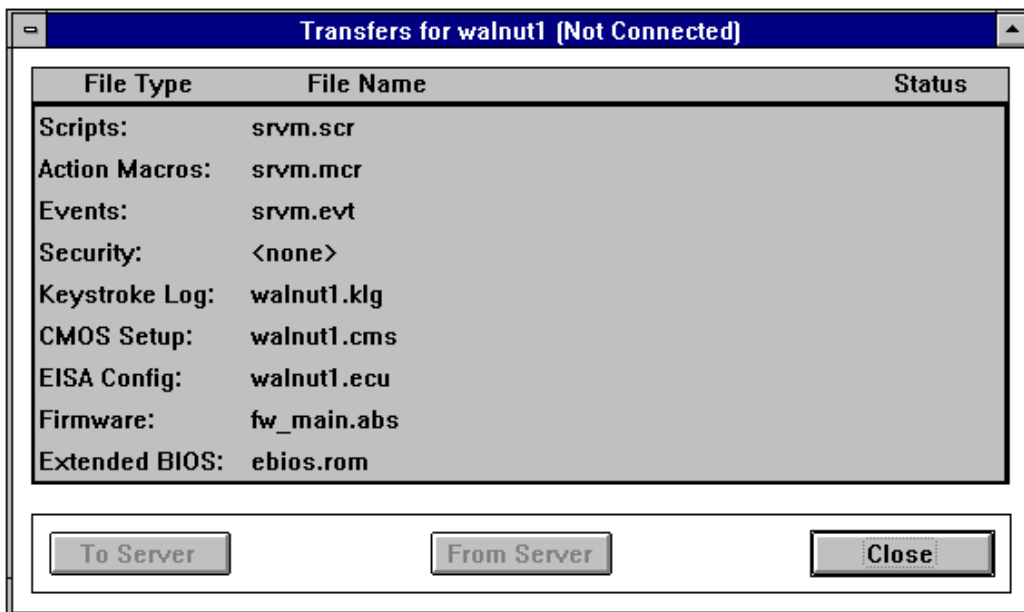 Transfers for walnut1 (Not Connected)
File Type File Name Status
Scripts: srvm.scr
Action Macros: srvm.mcr
Events: srvm.evt
Security: <none>
Keystroke Log: walnut1.klg
CMOS Setup: walnut1.cms
EISA Config: walnut1.ecu
Firmware: fw_main.abs
Extended BIOS: ebios.rom
To Server From Server Close